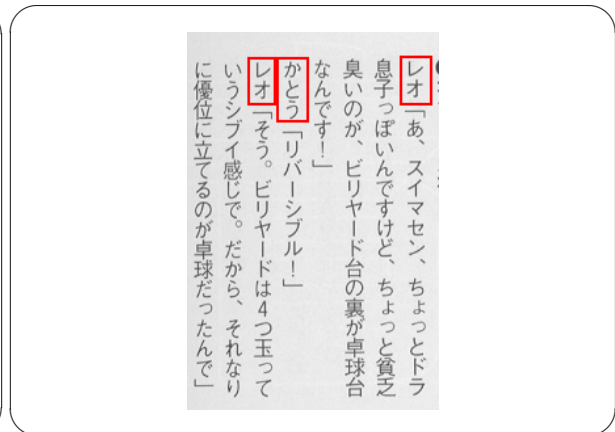 レオ「あ、スイマセン、ちょっとドラ
息子っぽいんですけど、ちょっと貧乏
臭いのが、ビリヤード台の裏が卓球台
なんです！」
かとう「リバーシブル！」
レオ「そう。ビリヤードは4つ玉って
いうシブイ感じで。だから、それなり
に優位に立てるのが卓球だったんで」